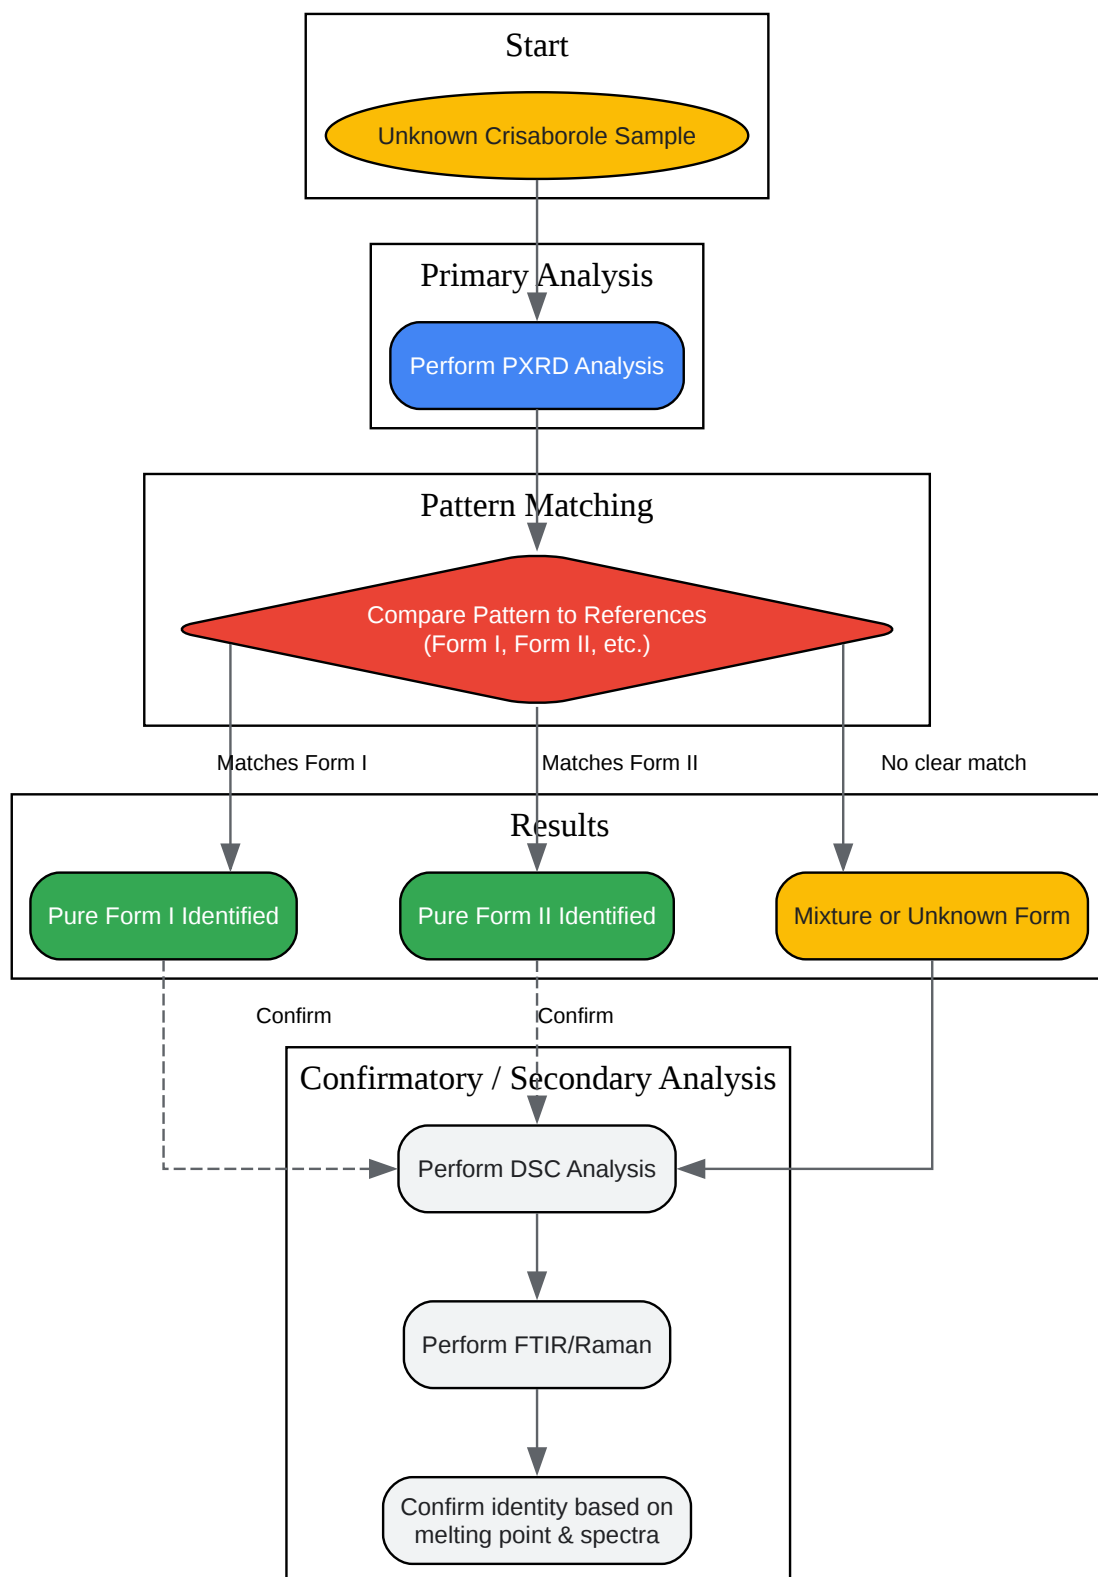 Start
Unknown Crisaborole Sample
Primary Analysis
Perform PXRD Analysis
Pattern Matching
Compare Pattern to References
(Form I, Form II, etc.)
Matches Form I
Matches Form II
No clear match
Results
Pure Form I Identified
Pure Form II Identified
Mixture or Unknown Form
Confirm
Confirm
Confirmatory / Secondary Analysis
Perform DSC Analysis
Perform FTIR/Raman
Confirm identity based on
melting point & spectra